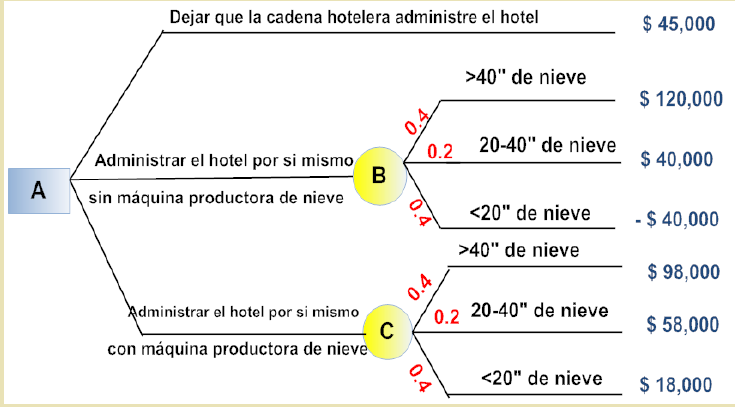 Dejar que la cadena hotelera administre el hotel
$ 45,000
>40" de nieve
$ 120,000
0.4
Administrar el hotel por si mismo
0.2
20-40" de nieve
$ 40,000
A
B
sin máquina productora de nieve
0.4
<20" de nieve
- $ 40,000
>40" de nieve
$ 98,000
0.4
Administrar el hotel por si mismo
0.2
20-40" de nieve
$ 58,000
C
con máquina productora de nieve
0.4
<20" de nieve
$ 18,000